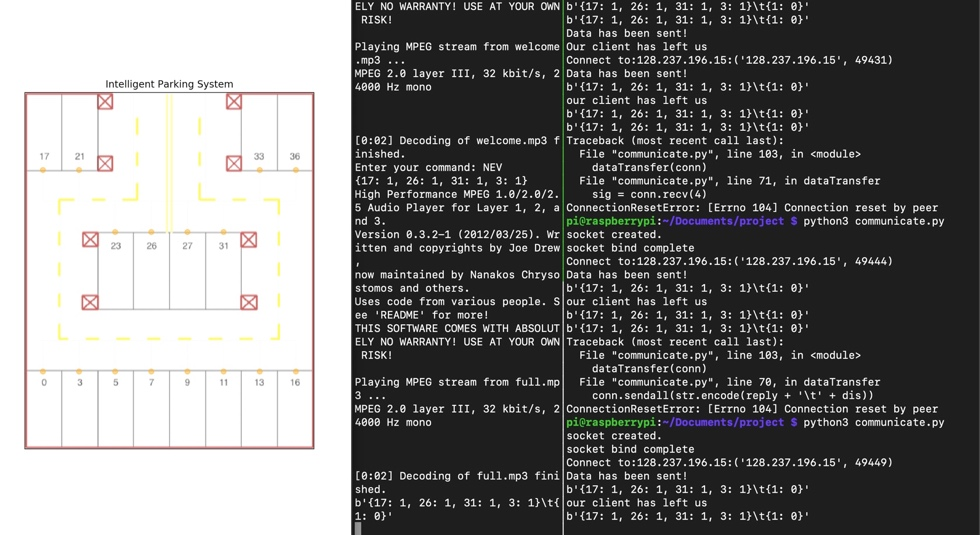 Intelligent Parking System
17 21 33 36
23 26 27 31
0 3 5 7 9 11 13 16
ELY NO WARRANTY! USE AT YOUR OWN
 RISK!
Playing MPEG stream from welcome
.mp3 ...
MPEG 2.0 layer III, 32 kbit/s, 2
4000 Hz mono
[0:02] Decoding of welcome.mp3 f
inished.
Enter your command: NEV
{17: 1, 26: 1, 31: 1, 3: 1}
High Performance MPEG 1.0/2.0/2.
5 Audio Player for Layer 1, 2, a
nd 3.
Version 0.3.2-1 (2012/03/25). Wr
itten and copyrights by Joe Drew
,
now maintained by Nanakos Chryso
stomos and others.
Uses code from various people. S
ee 'README' for more!
THIS SOFTWARE COMES WITH ABSOLUT
ELY NO WARRANTY! USE AT YOUR OWN
 RISK!
Playing MPEG stream from full.mp
3 ...
MPEG 2.0 layer III, 32 kbit/s, 2
4000 Hz mono
[0:02] Decoding of full.mp3 fini
shed.
b'{17: 1, 26: 1, 31: 1, 3: 1}\t{
1: 0}'
b'{17: 1, 26: 1, 31: 1, 3: 1}\t{1: 0}'
b'{17: 1, 26: 1, 31: 1, 3: 1}\t{1: 0}'
Data has been sent!
Our client has left us
Connect to:128.237.196.15:('128.237.196.15', 49431)
Data has been sent!
b'{17: 1, 26: 1, 31: 1, 3: 1}\t{1: 0}'
our client has left us
b'{17: 1, 26: 1, 31: 1, 3: 1}\t{1: 0}'
b'{17: 1, 26: 1, 31: 1, 3: 1}\t{1: 0}'
Traceback (most recent call last):
  File "communicate.py", line 103, in <module>
    dataTransfer(conn)
  File "communicate.py", line 71, in dataTransfer
    sig = conn.recv(4)
ConnectionResetError: [Errno 104] Connection reset by peer
pi@raspberrypi:~/Documents/project $ python3 communicate.py
socket created.
socket bind complete
Connect to:128.237.196.15:('128.237.196.15', 49444)
Data has been sent!
b'{17: 1, 26: 1, 31: 1, 3: 1}\t{1: 0}'
our client has left us
b'{17: 1, 26: 1, 31: 1, 3: 1}\t{1: 0}'
b'{17: 1, 26: 1, 31: 1, 3: 1}\t{1: 0}'
Traceback (most recent call last):
  File "communicate.py", line 103, in <module>
    dataTransfer(conn)
  File "communicate.py", line 70, in dataTransfer
    conn.sendall(str.encode(reply + '\t' + dis))
ConnectionResetError: [Errno 104] Connection reset by peer
pi@raspberrypi:~/Documents/project $ python3 communicate.py
socket created.
socket bind complete
Connect to:128.237.196.15:('128.237.196.15', 49449)
Data has been sent!
b'{17: 1, 26: 1, 31: 1, 3: 1}\t{1: 0}'
our client has left us
b'{17: 1, 26: 1, 31: 1, 3: 1}\t{1: 0}'